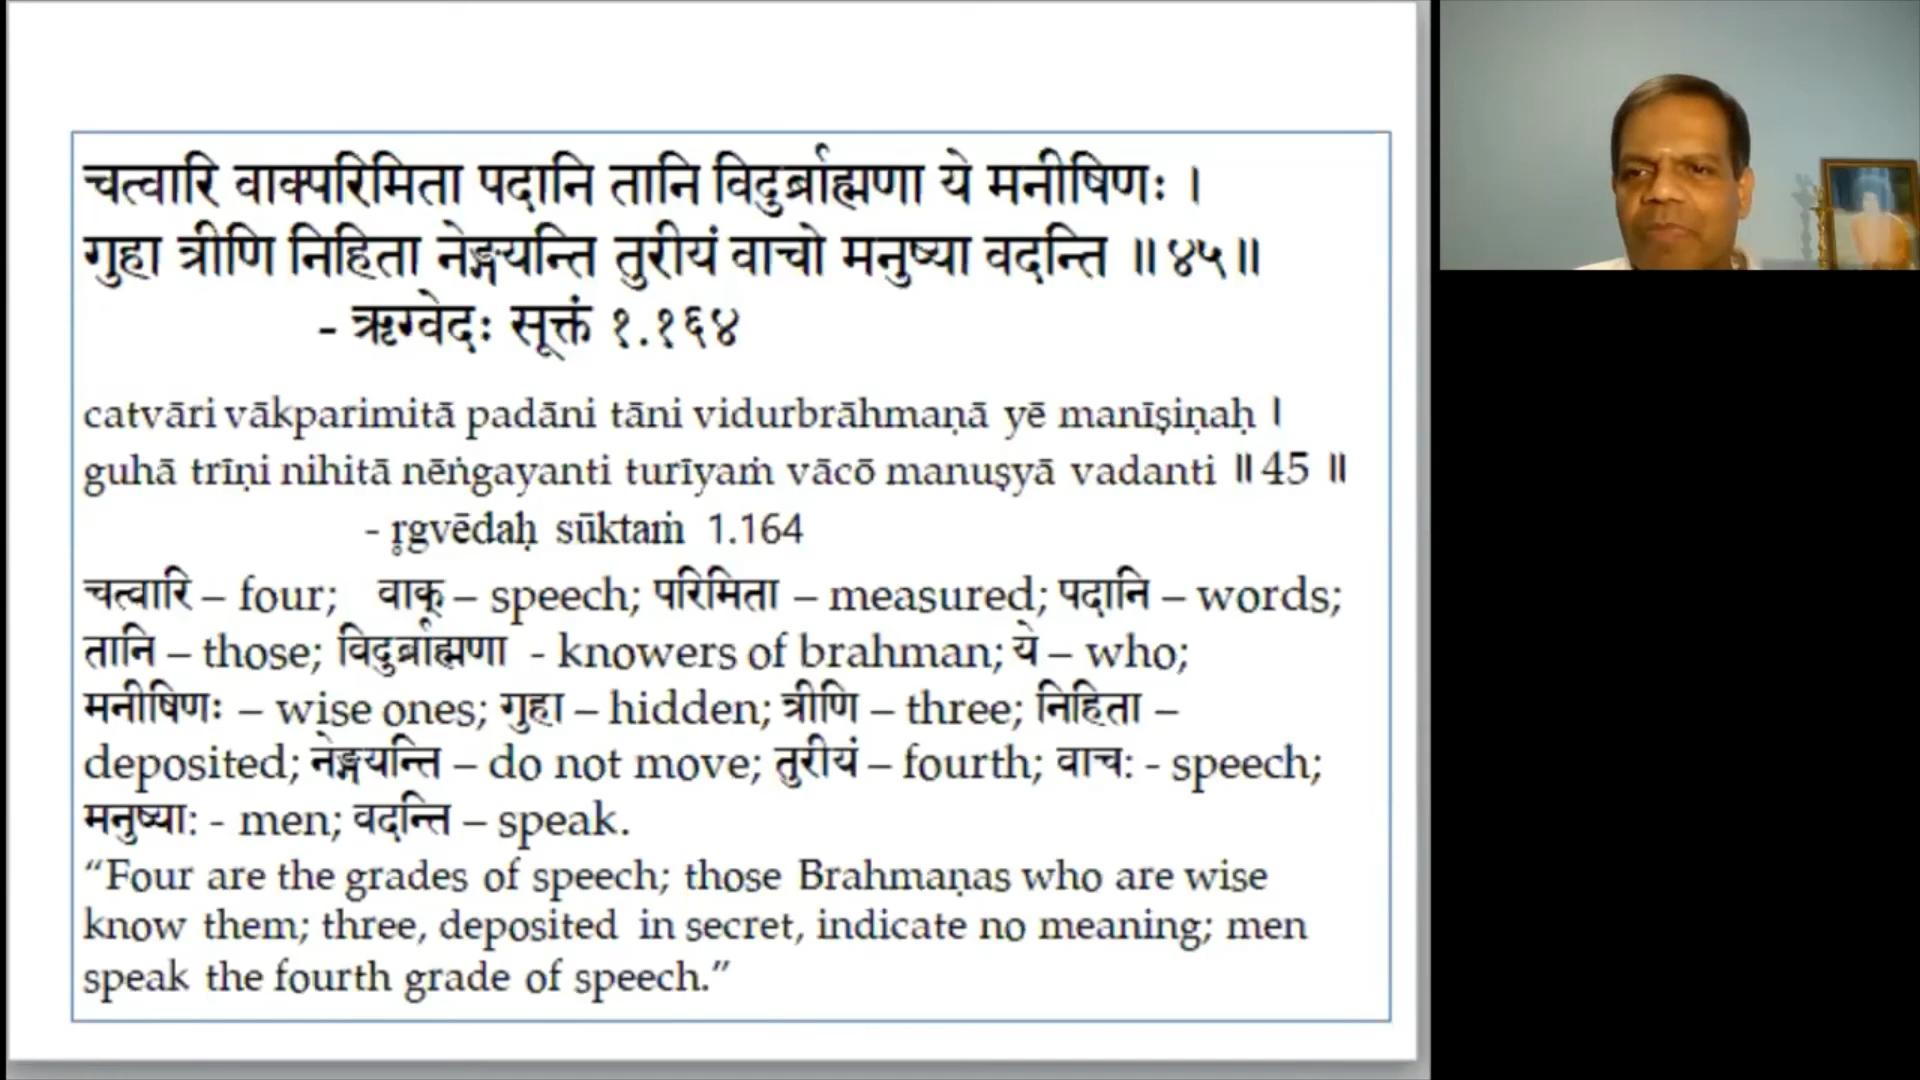 चत्वारि वाक्परिमिता पदानि तानि विदुर्ब्राह्मणा ये मनीषिणः ।
गुहा त्रीणि निहिता नेङ्गयन्ति तुरीयं वाचो मनुष्या वदन्ति ॥४५॥
- ऋग्वेदः सूक्तं १.१६४
catvāri vākparimitā padāni tāni vidurbrāhmaṇā yē manīṣiṇaḥ ।
guhā trīṇi nihitā nēṅgayanti turīyaṁ vācō manuṣyā vadanti ॥ 45 ॥
- r̥gvēdaḥ sūktaṁ 1.164
चत्वारि – four; वाक् – speech; परिमिता – measured; पदानि – words;
तानि – those; विदुर्ब्राह्मणा - knowers of brahman; ये – who;
मनीषिणः – wise ones; गुहा – hidden; त्रीणि – three; निहिता –
deposited; नेङ्गयन्ति – do not move; तुरीयं – fourth; वाच: - speech;
मनुष्या: - men; वदन्ति – speak.
“Four are the grades of speech; those Brahmaṇas who are wise
know them; three, deposited in secret, indicate no meaning; men
speak the fourth grade of speech.”